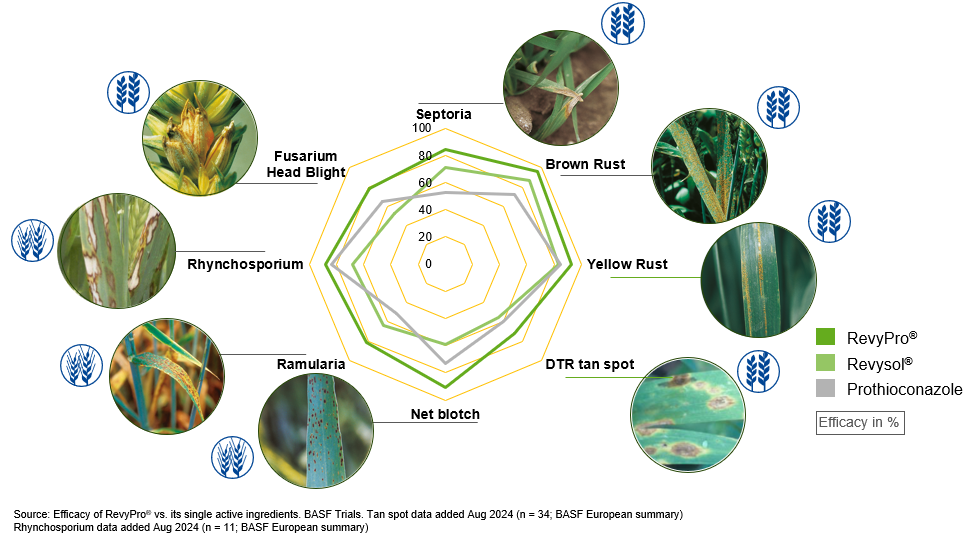 Septoria
100
80
60
40
20
0
Brown Rust
Fusarium
Head Blight
Rhynchosporium
Yellow Rust
RevyPro®
Revysol®
Prothioconazole
Efficacy in %
Ramularia
DTR tan spot
Net blotch
Source: Efficacy of RevyPro® vs. its single active ingredients. BASF Trials. Tan spot data added Aug 2024 (n = 34; BASF European summary)
Rhynchosporium data added Aug 2024 (n = 11; BASF European summary)